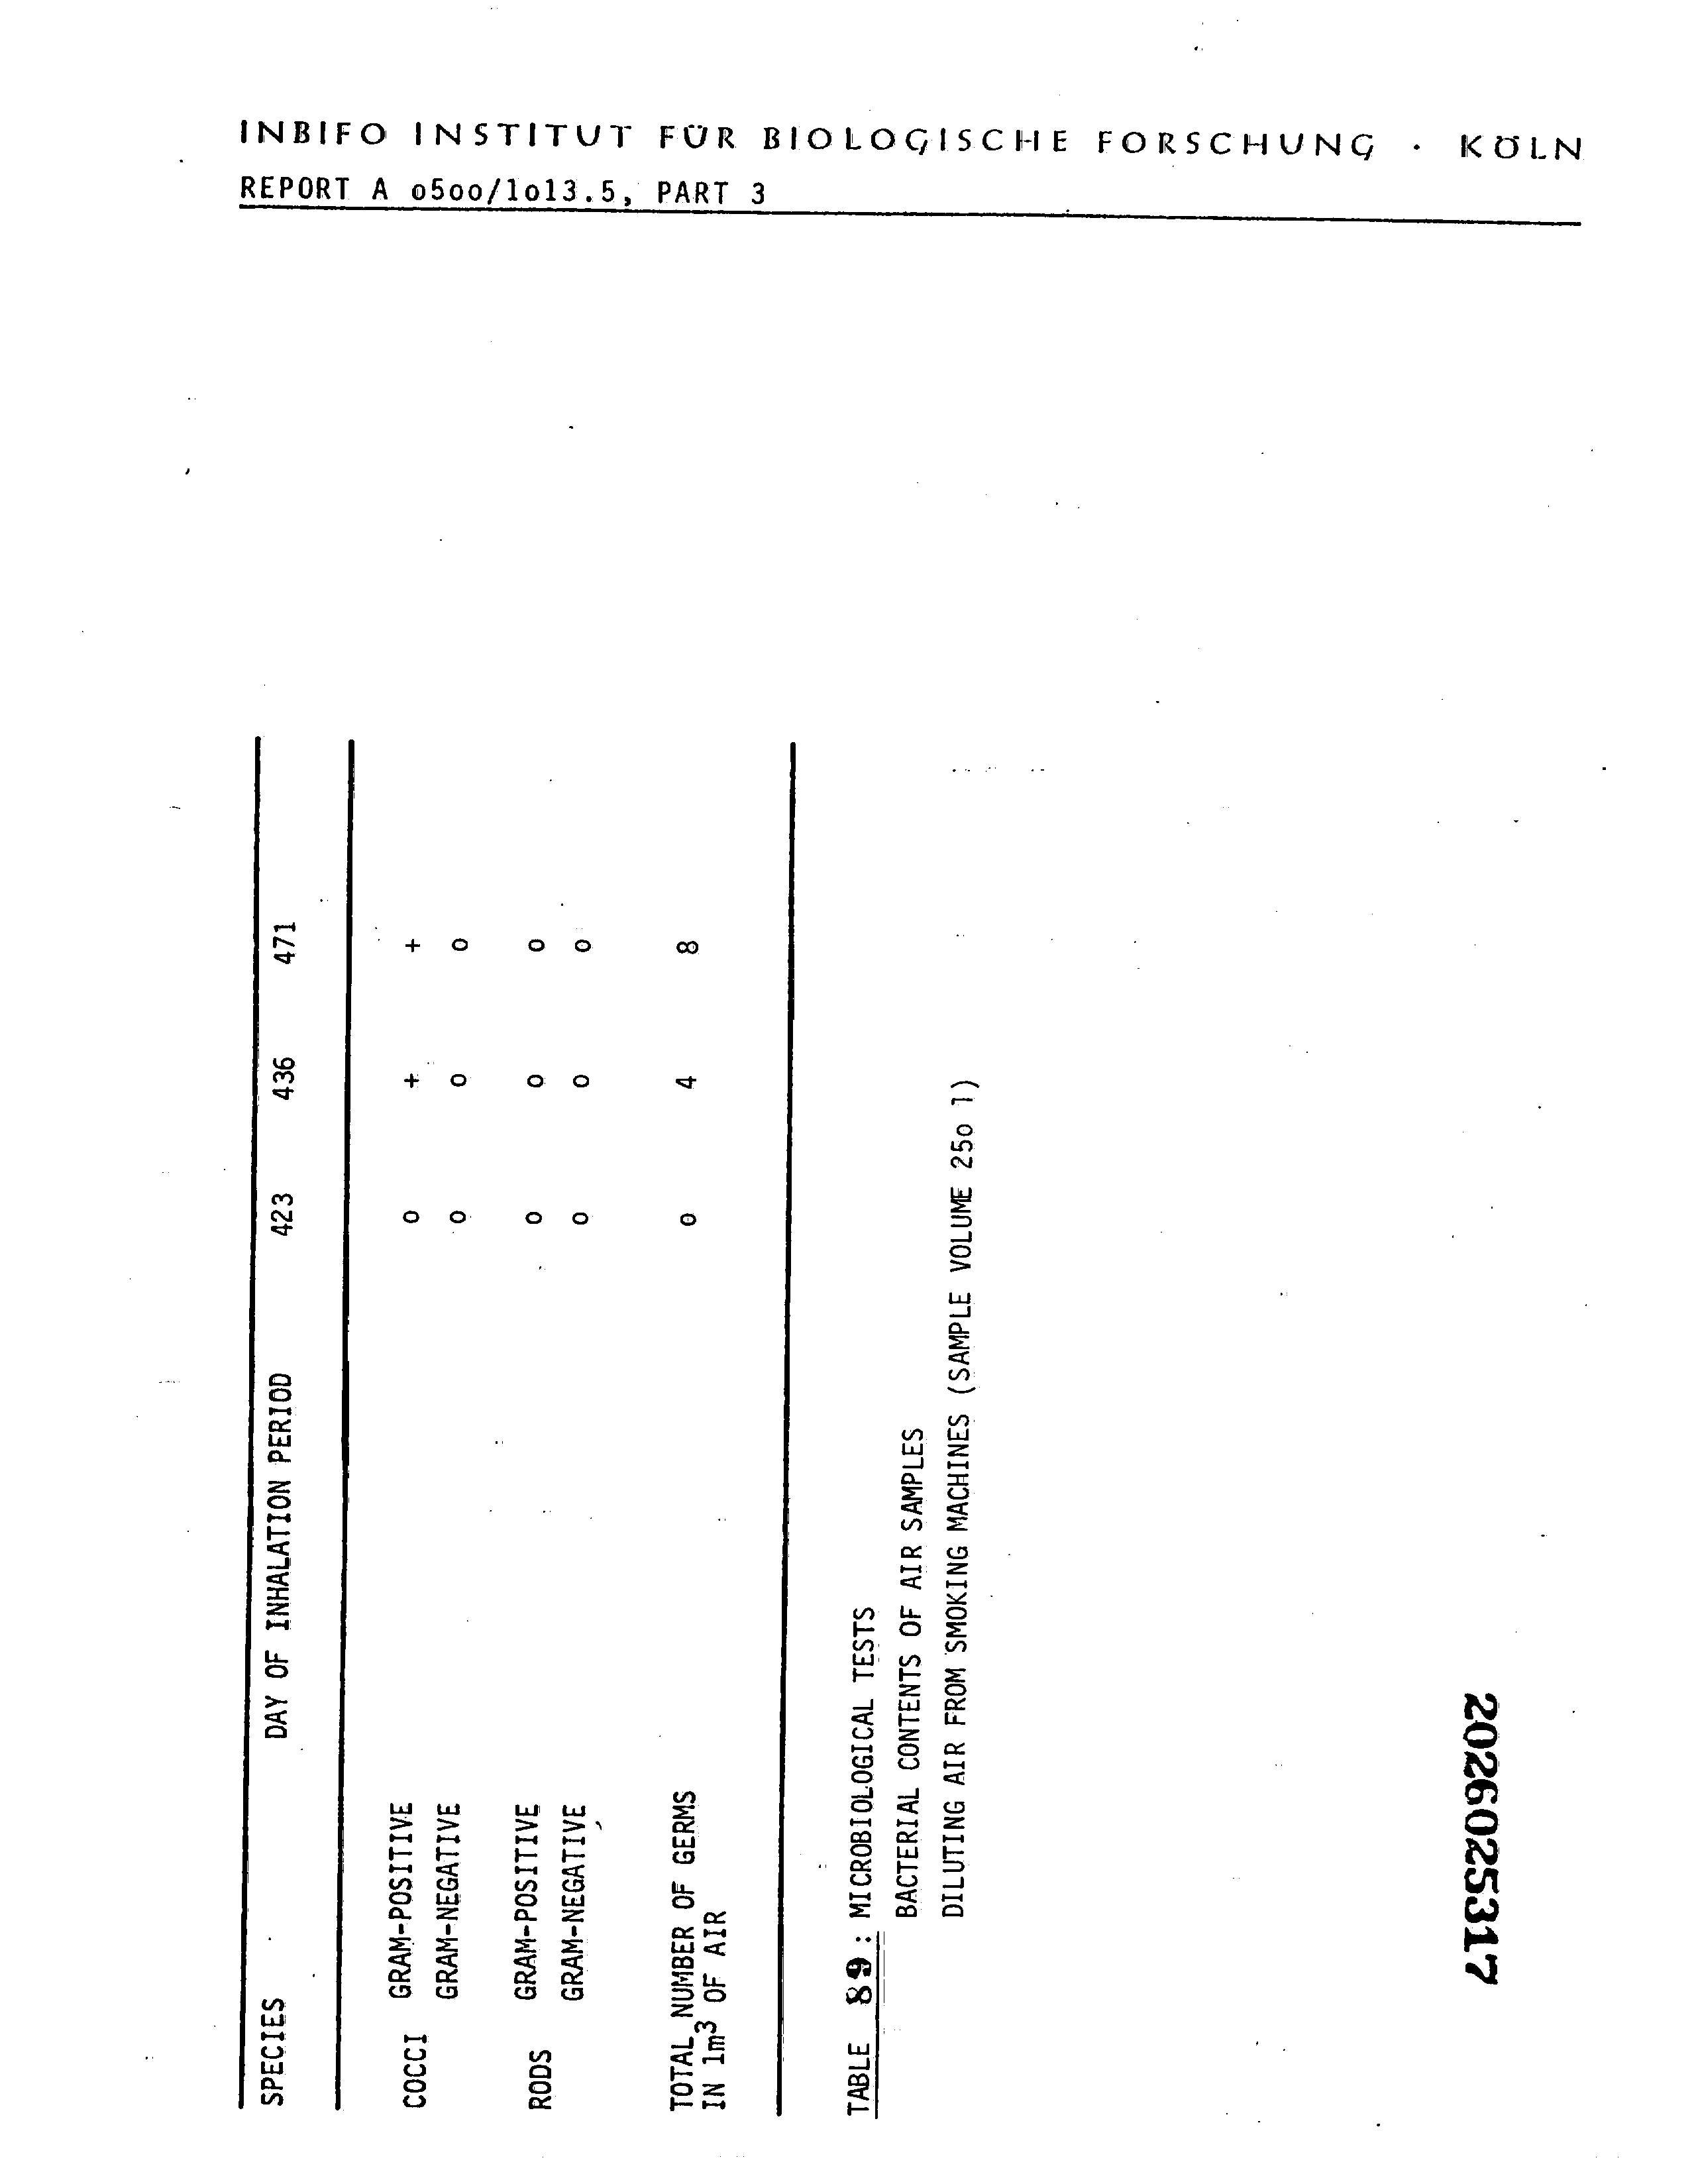 INBIFO INSTITUT FÜR BIOLOGISCHE FORSCHUNG · KÖLN
REPORT A o5oo/1o13.5, PART 3
SPECIES DAY OF INHALATION PERIOD 423 436 471
COCCI GRAM-POSITIVE o + +
GRAM-NEGATIVE o o o
RODS GRAM-POSITIVE o o o
GRAM-NEGATIVE o o o
TOTAL NUMBER OF GERMS o 4 8
IN 1m³ OF AIR
TABLE 89: MICROBIOLOGICAL TESTS
BACTERIAL CONTENTS OF AIR SAMPLES
DILUTING AIR FROM SMOKING MACHINES (SAMPLE VOLUME 25o l)
2026025317